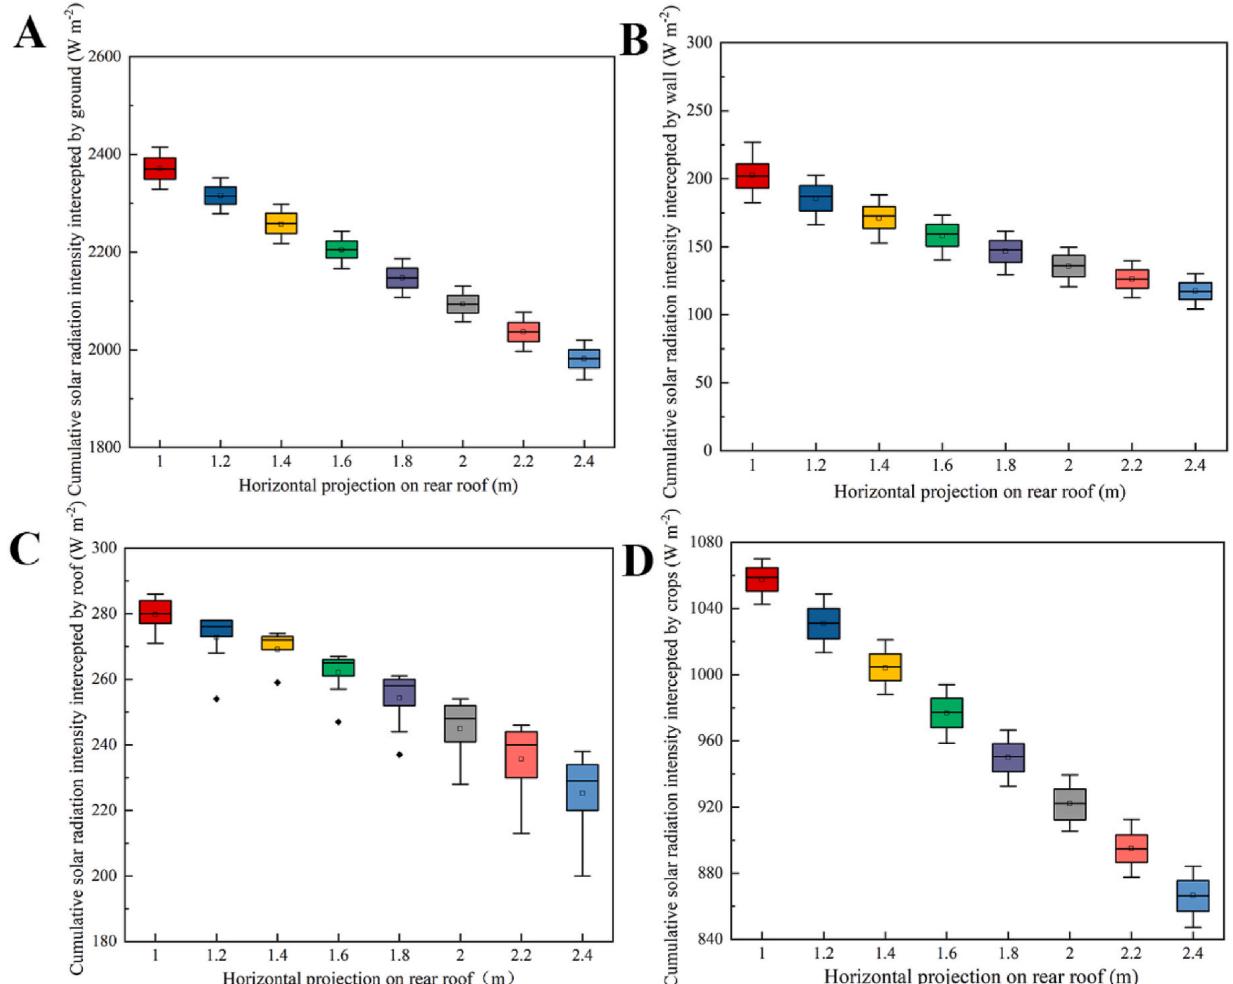 A
Cumulative solar radiation intensity intercepted by ground (W m-2)
2600
2400
2200
2000
1800
1 1.2 1.4 1.6 1.8 2 2.2 2.4
Horizontal projection on rear roof (m)
B
Cumulative solar radiation intensity intercepted by wall (W m-2)
300
250
200
150
100
50
0
1 1.2 1.4 1.6 1.8 2 2.2 2.4
Horizontal projection on rear roof (m)
C
Cumulative solar radiation intensity intercepted by roof (W m-2)
300
280
260
240
220
200
180
1 1.2 1.4 1.6 1.8 2 2.2 2.4
Horizontal projection on rear roof（m）
D
Cumulative solar radiation intensity intercepted by crops (W m-2)
1080
1040
1000
960
920
880
840
1 1.2 1.4 1.6 1.8 2 2.2 2.4
Horizontal projection on rear roof (m)